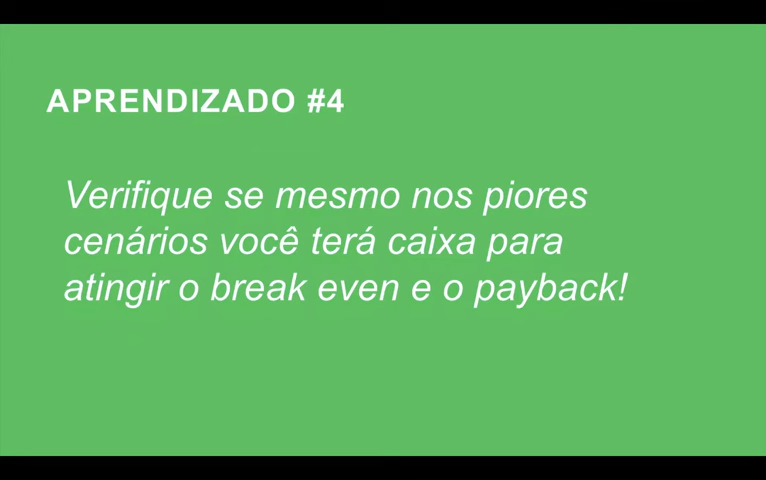 APRENDIZADO #4
Verifique se mesmo nos piores
cenários você terá caixa para
atingir o break even e o payback!